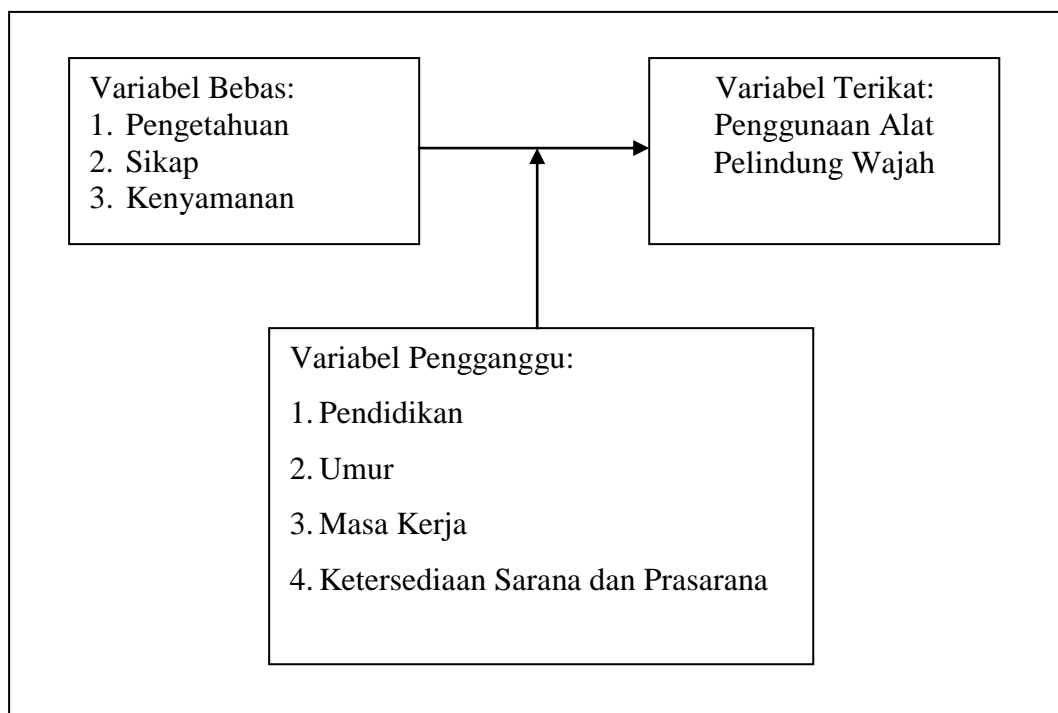 Variabel Bebas:
1. Pengetahuan
2. Sikap
3. Kenyamanan
Variabel Terikat:
Penggunaan Alat
Pelindung Wajah
Variabel Pengganggu:
1. Pendidikan
2. Umur
3. Masa Kerja
4. Ketersediaan Sarana dan Prasarana